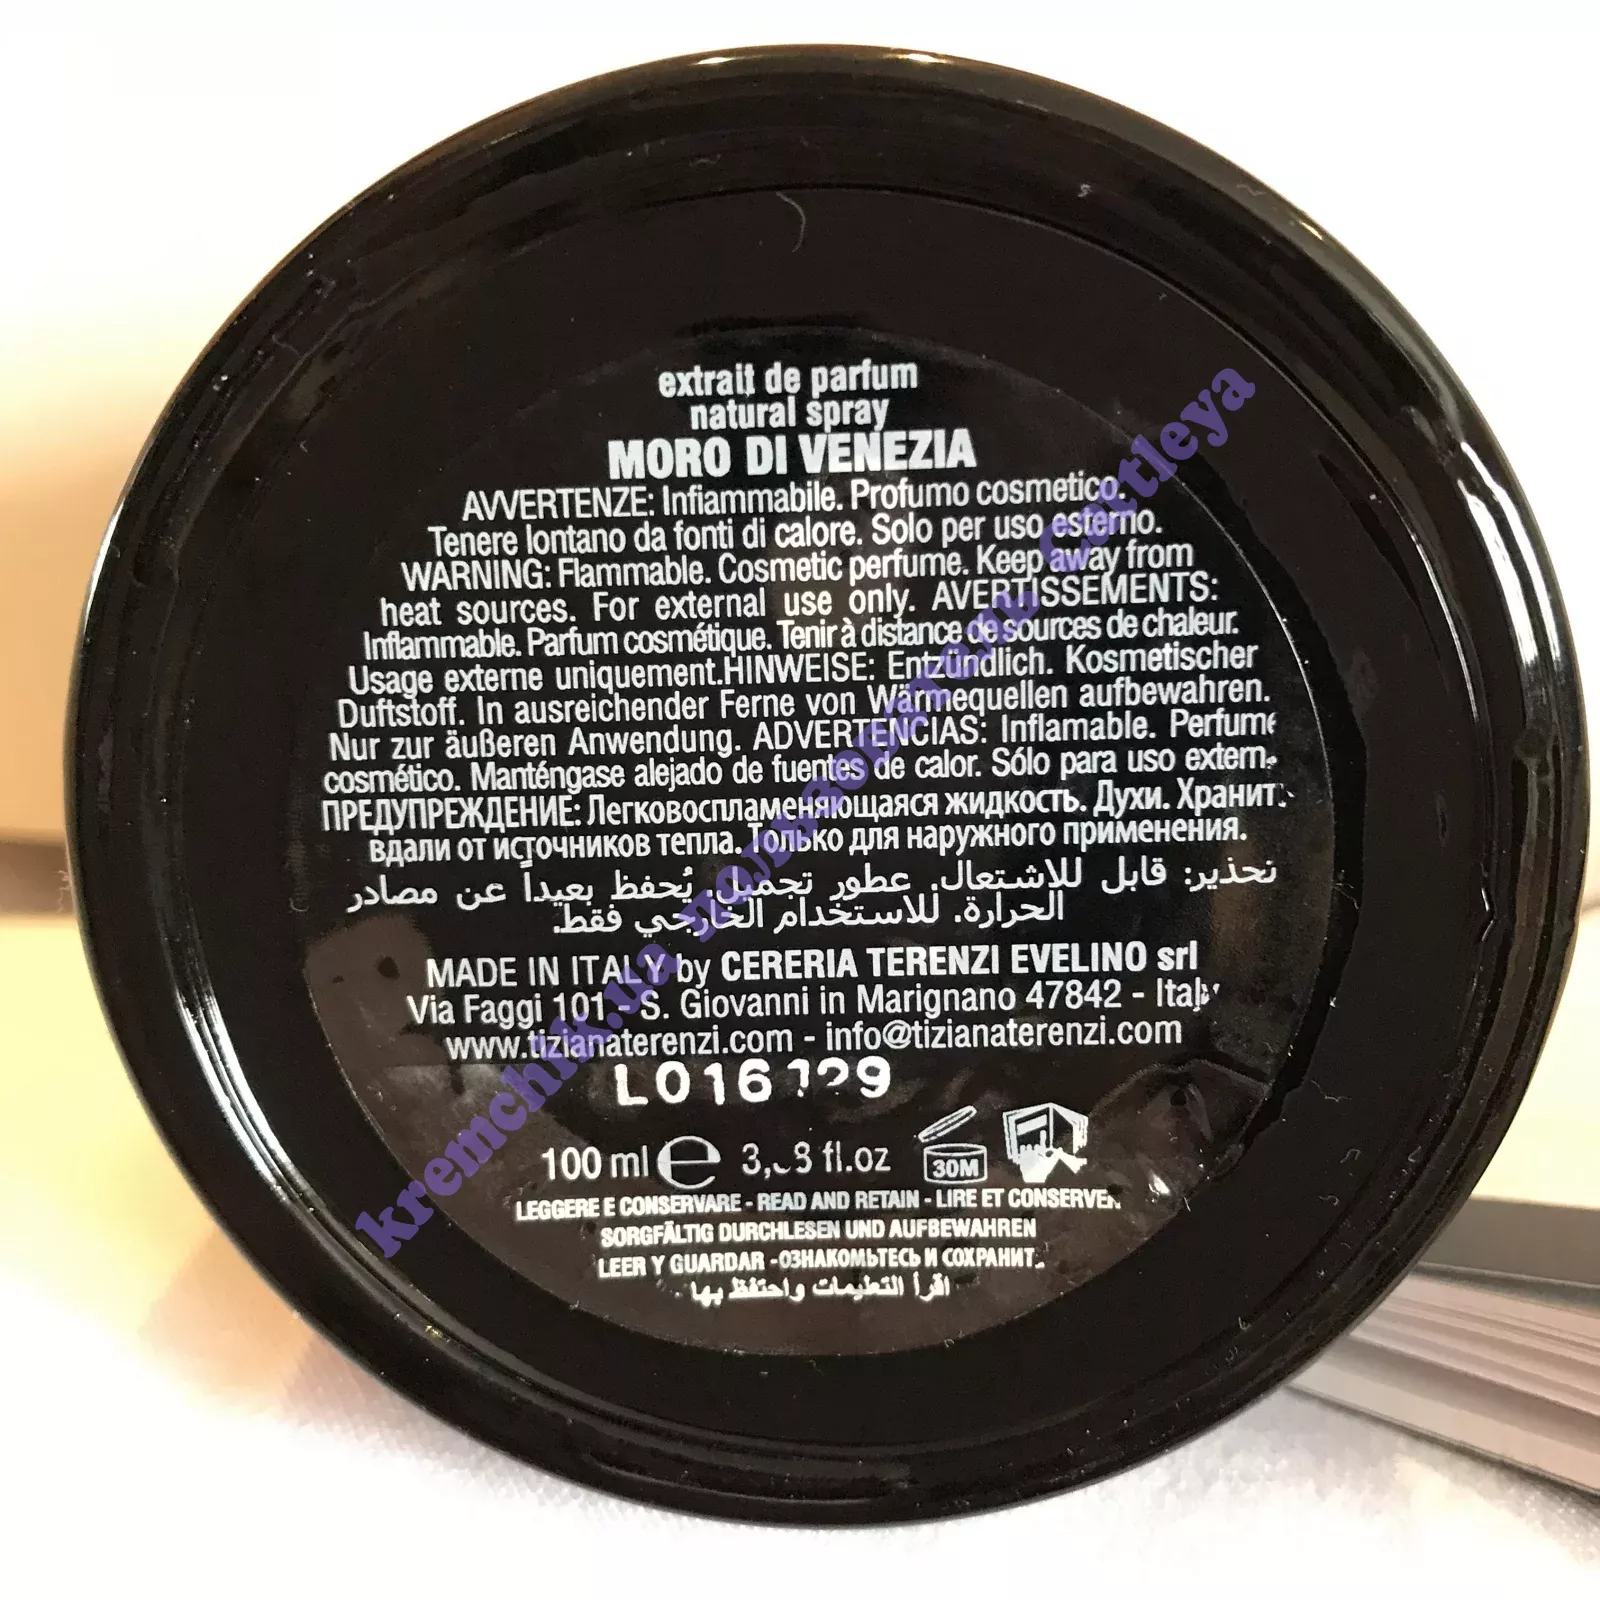 extrait de parfum
natural spray
MORO DI VENEZIA
AVVERTENZE: Infiammabile. Profumo cosmetico.
Tenere lontano da fonti di calore. Solo per uso esterno.
WARNING: Flammable. Cosmetic perfume. Keep away from
heat sources. For external use only. AVERTISSEMENTS:
Inflammable. Parfum cosmétique. Tenir à distance de sources de chaleur.
Usage externe uniquement.HINWEISE: Entzündlich. Kosmetischer
Duftstoff. In ausreichender Ferne von Wärmequellen aufbewahren.
Nur zur äußeren Anwendung. ADVERTENCIAS: Inflamable. Perfume
cosmético. Manténgase alejado de fuentes de calor. Sólo para uso
ПРЕДУПРЕЖДЕНИЕ: Легковоспламеняющаяся жидкость. Духи.
вдали от источников тепла. Только для наружного применения.
تحذير: قابل للاشتعال. عطور تجميل. يُحفظ بعيداً عن مصادر
الحرارة. للاستخدام الخارجي فقط.
MADE IN ITALY by CERERIA TERENZI EVELINO srl
Via Faggi 101 - S. Giovanni in Marignano 47842 - Italy
www.tizianaterenzi.com - info@tizianaterenzi.com
100 ml e fl.oz 30M
LEGGERE E CONSERVARE - READ AND RETAIN - LIRE ET
SORGFÄLTIG DURCHLESEN UND AUFBEWAHREN
LEER Y GUARDAR -ОЗНАКОМЬТЕСЬ И
اقرأ التعليمات واحتفظ بها
kremchik.ua пользователь Cattleya